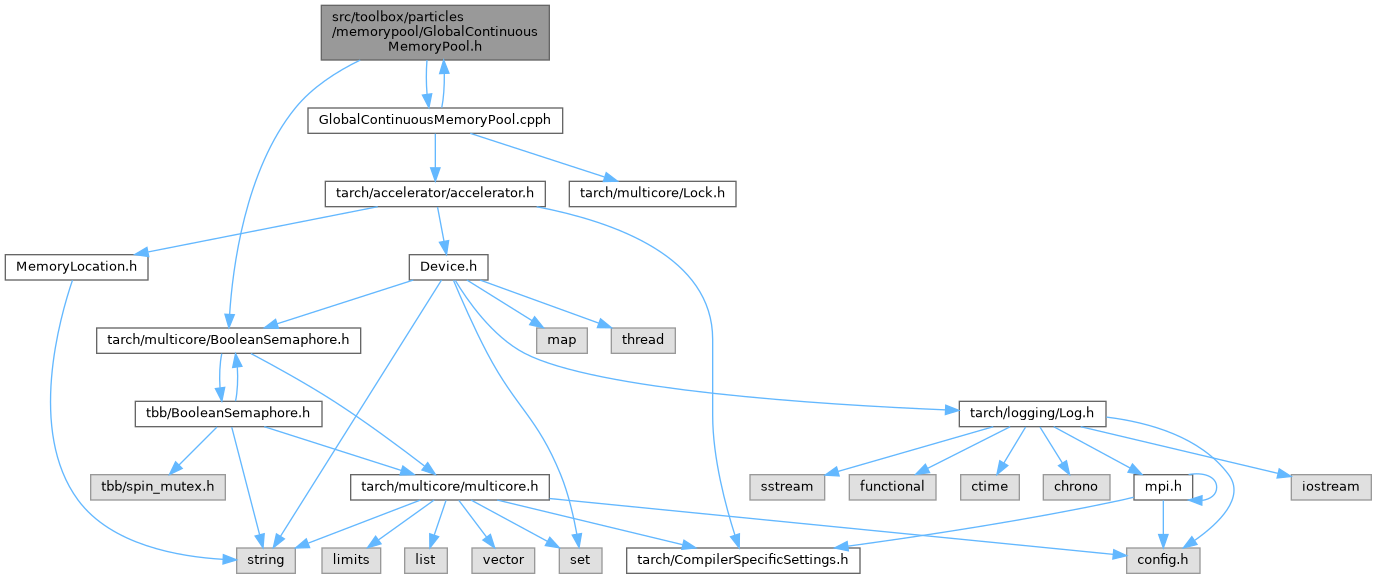 src/toolbox/particles
/memorypool/GlobalContinuous
MemoryPool.h
GlobalContinuousMemoryPool.cpph
tarch/accelerator/accelerator.h
tarch/multicore/Lock.h
MemoryLocation.h
Device.h
tarch/multicore/BooleanSemaphore.h
map
thread
tbb/BooleanSemaphore.h
tarch/logging/Log.h
tbb/spin_mutex.h
tarch/multicore/multicore.h
sstream
functional
ctime
chrono
mpi.h
iostream
string
limits
list
vector
set
tarch/CompilerSpecificSettings.h
config.h